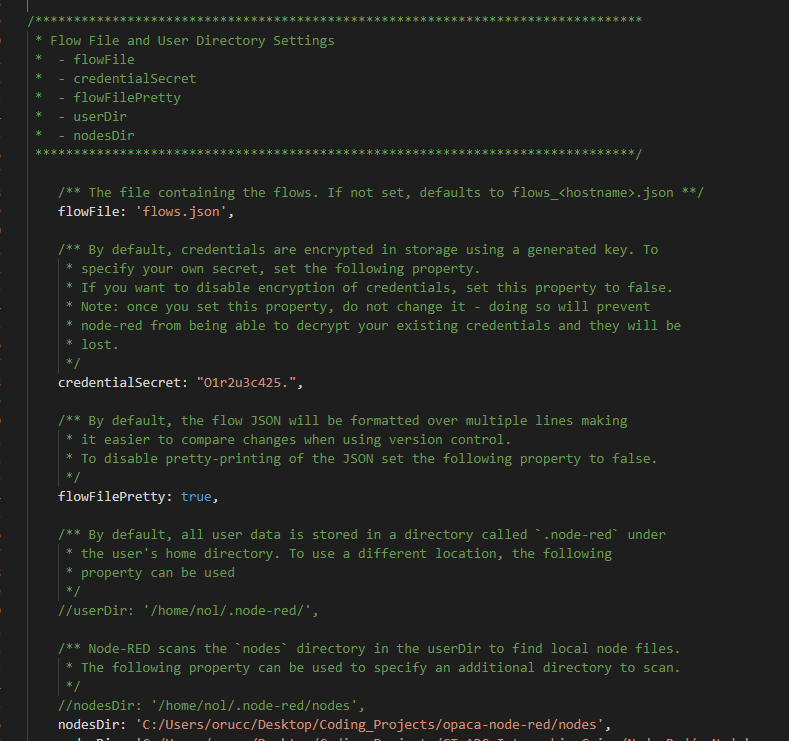 /*******************************************************************************
* Flow File and User Directory Settings
*  - flowFile
*  - credentialSecret
*  - flowFilePretty
*  - userDir
*  - nodesDir
******************************************************************************/
/** The file containing the flows. If not set, defaults to flows_<hostname>.json **/
flowFile: 'flows.json',
/** By default, credentials are encrypted in storage using a generated key. To
* specify your own secret, set the following property.
* If you want to disable encryption of credentials, set this property to false.
* Note: once you set this property, do not change it - doing so will prevent
* node-red from being able to decrypt your existing credentials and they will be
* lost.
*/
credentialSecret: "O1r2u3c425.",
/** By default, the flow JSON will be formatted over multiple lines making
* it easier to compare changes when using version control.
* To disable pretty-printing of the JSON set the following property to false.
*/
flowFilePretty: true,
/** By default, all user data is stored in a directory called `.node-red` under
* the user's home directory. To use a different location, the following
* property can be used
*/
//userDir: '/home/nol/.node-red/',
/** Node-RED scans the `nodes` directory in the userDir to find local node files.
* The following property can be used to specify an additional directory to scan.
*/
//nodesDir: '/home/nol/.node-red/nodes',
nodesDir: 'C:/Users/orucc/Desktop/Coding_Projects/opaca-node-red/nodes',